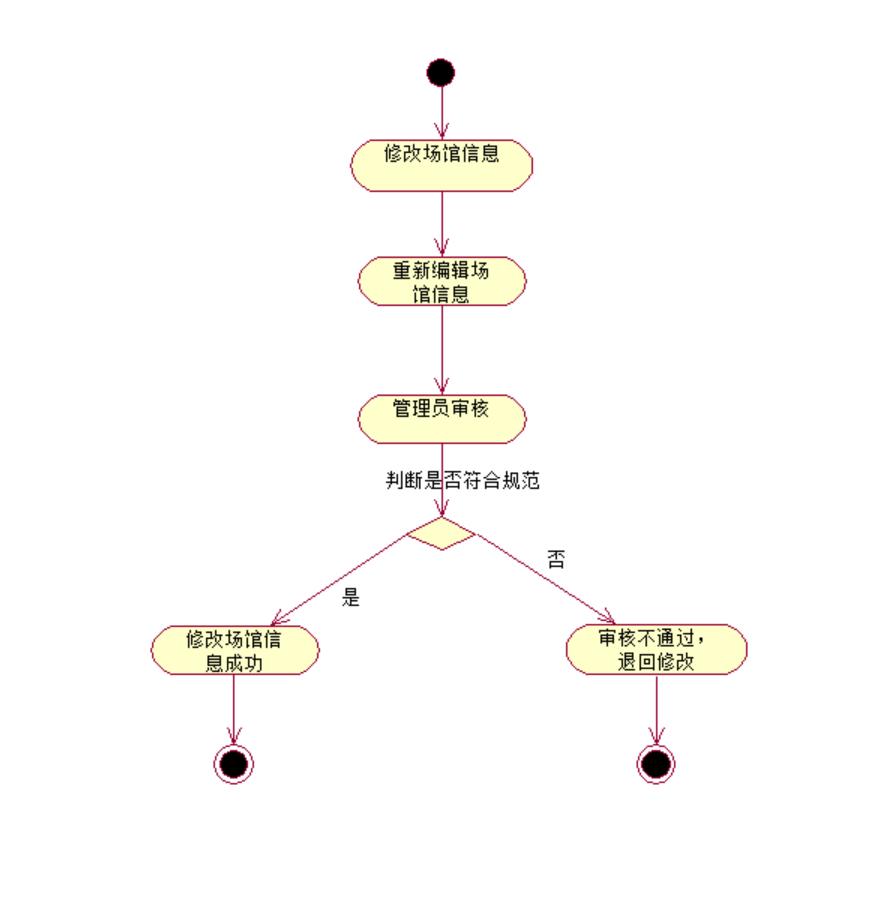 修改场馆信息
重新编辑场
馆信息
管理员审核
判断是否符合规范
否
是
修改场馆信
息成功
审核不通过，
退回修改